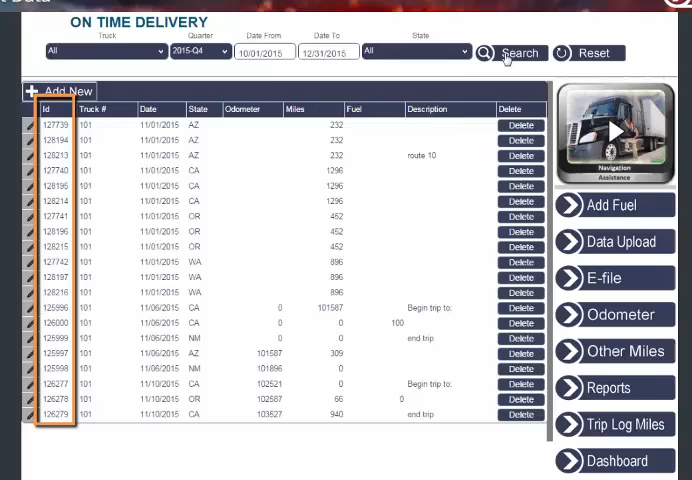 ON TIME DELIVERY
Truck Quarter Date From Date To State
All 2015-Q4 10/01/2015 12/31/2015 All Search Reset
Add New
Id Truck # Date State Odometer Miles Fuel Description Delete
127739 101 11/01/2015 AZ 232 Delete
128194 101 11/01/2015 AZ 232 Delete
128213 101 11/01/2015 AZ 232 route 10 Delete
127740 101 11/01/2015 CA 1296 Delete
128195 101 11/01/2015 CA 1296 Delete
128214 101 11/01/2015 CA 1296 Delete
127741 101 11/01/2015 OR 452 Delete
128196 101 11/01/2015 OR 452 Delete
128215 101 11/01/2015 OR 452 Delete
127742 101 11/01/2015 WA 896 Delete
128197 101 11/01/2015 WA 896 Delete
128216 101 11/01/2015 WA 896 Delete
125996 101 11/06/2015 CA 0 101587 Begin trip to: Delete
126000 101 11/06/2015 CA 0 0 100 Delete
125999 101 11/06/2015 NM 0 0 end trip Delete
125997 101 11/06/2015 AZ 101587 309 Delete
125998 101 11/06/2015 NM 101896 0 Delete
126277 101 11/10/2015 CA 102521 0 Begin trip to: Delete
126278 101 11/10/2015 OR 102587 66 0 Delete
126279 101 11/10/2015 CA 103527 940 end trip Delete
Navigation
Assistance
Add Fuel
Data Upload
E-file
Odometer
Other Miles
Reports
Trip Log Miles
Dashboard